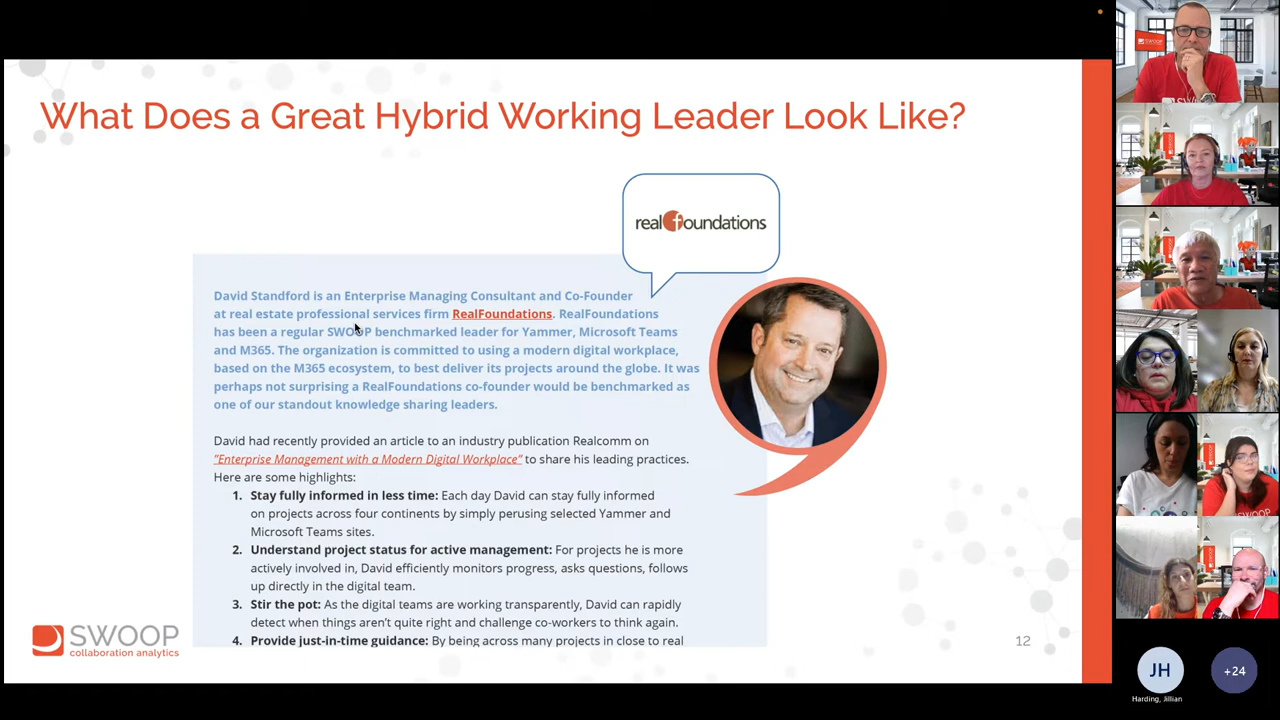 What Does a Great Hybrid Working Leader Look Like?
real foundations
David Standford is an Enterprise Managing Consultant and Co-Founder
at real estate professional services firm RealFoundations. RealFoundations
has been a regular SWOOP benchmarked leader for Yammer, Microsoft Teams
and M365. The organization is committed to using a modern digital workplace,
based on the M365 ecosystem, to best deliver its projects around the globe. It was
perhaps not surprising a RealFoundations co-founder would be benchmarked as
one of our standout knowledge sharing leaders.
David had recently provided an article to an industry publication Realcomm on
"Enterprise Management with a Modern Digital Workplace" to share his leading practices.
Here are some highlights:
1. Stay fully informed in less time: Each day David can stay fully informed
on projects across four continents by simply perusing selected Yammer and
Microsoft Teams sites.
2. Understand project status for active management: For projects he is more
actively involved in, David efficiently monitors progress, asks questions, follows
up directly in the digital team.
3. Stir the pot: As the digital teams are working transparently, David can rapidly
detect when things aren't quite right and challenge co-workers to think again.
4. Provide just-in-time guidance: By being across many projects in close to real
SWOOP
collaboration analytics
12
JH
+24
Harding, Jillian